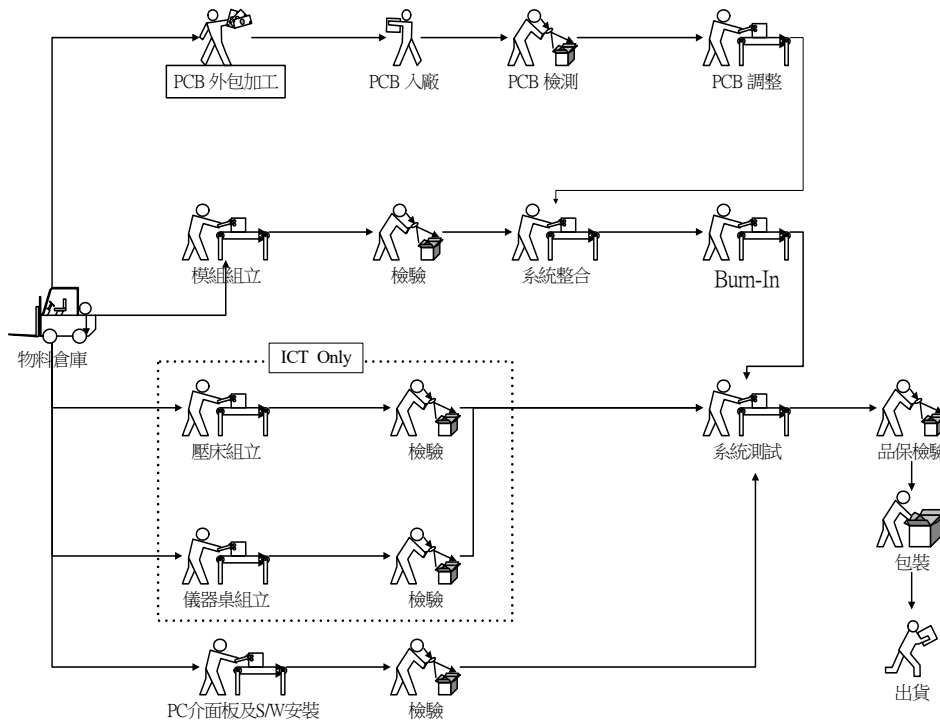 PCB 外包加工
PCB 入廠
PCB 檢測
PCB 調整
模組組立
檢驗
系統整合
Burn-In
物料倉庫
ICT Only
壓床組立
檢驗
系統測試
品保檢驗
儀器桌組立
檢驗
包裝
PC介面板及S/W安裝
檢驗
出貨